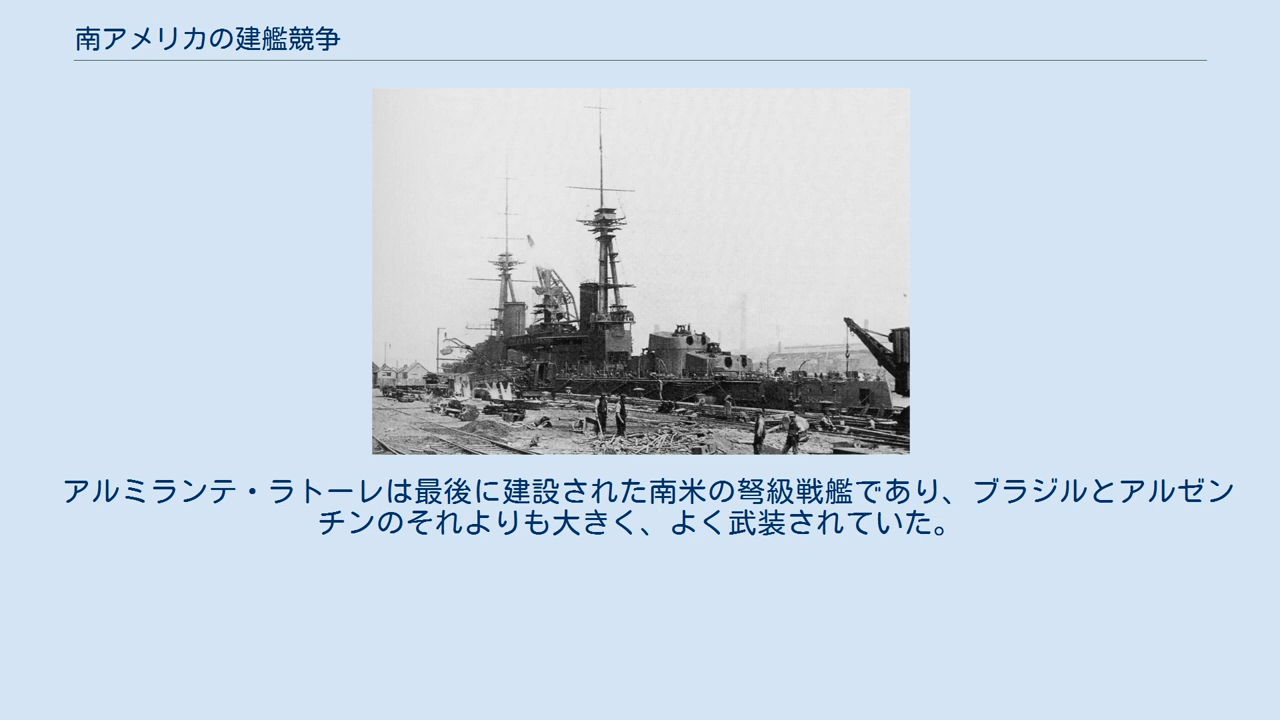 南アメリカの建艦競争
アルミランテ・ラトーレは最後に建設された南米の弩級戦艦であり、ブラジルとアルゼン
チンのそれよりも大きく、よく武装されていた。